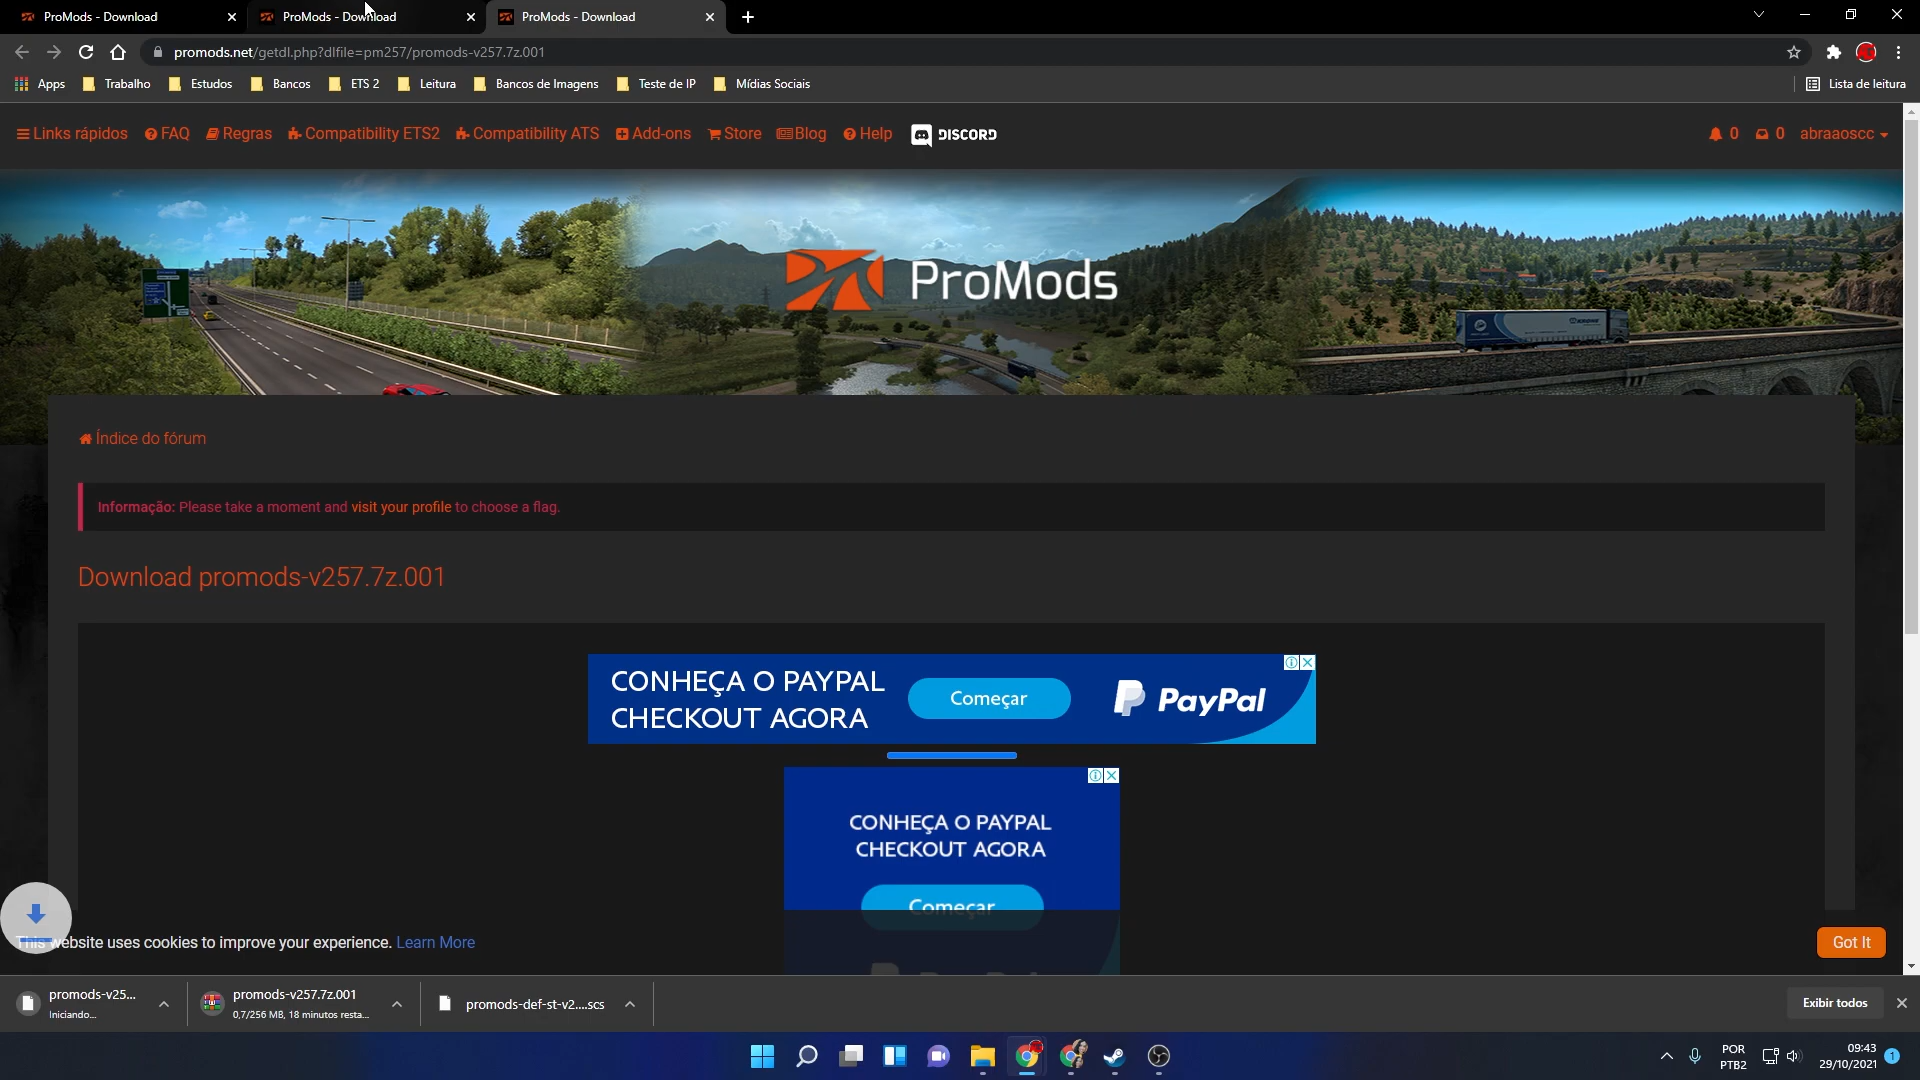 ProMods - Download
ProMods - Download
ProMods - Download
promods.net/getdl.php?dlfile=pm257/promods-v257.7z.001
Apps Trabalho Estudos Bancos ETS 2 Leitura Bancos de Imagens Teste de IP Mídias Sociais Lista de leitura
Links rápidos FAQ Regras Compatibility ETS2 Compatibility ATS Add-ons Store Blog Help DISCORD 0 0 abraaoscc
ProMods
Índice do fórum
Informação: Please take a moment and visit your profile to choose a flag.
Download promods-v257.7z.001
CONHEÇA O PAYPAL
CHECKOUT AGORA
Começar
PayPal
CONHEÇA O PAYPAL
CHECKOUT AGORA
Começar
This website uses cookies to improve your experience. Learn More
Got It
promods-v25...
Iniciando...
promods-v257.7z.001
0,7/256 MB, 18 minutos resta...
promods-def-st-v2....scs
Exibir todos
POR
PTB2
09:43
29/10/2021
1